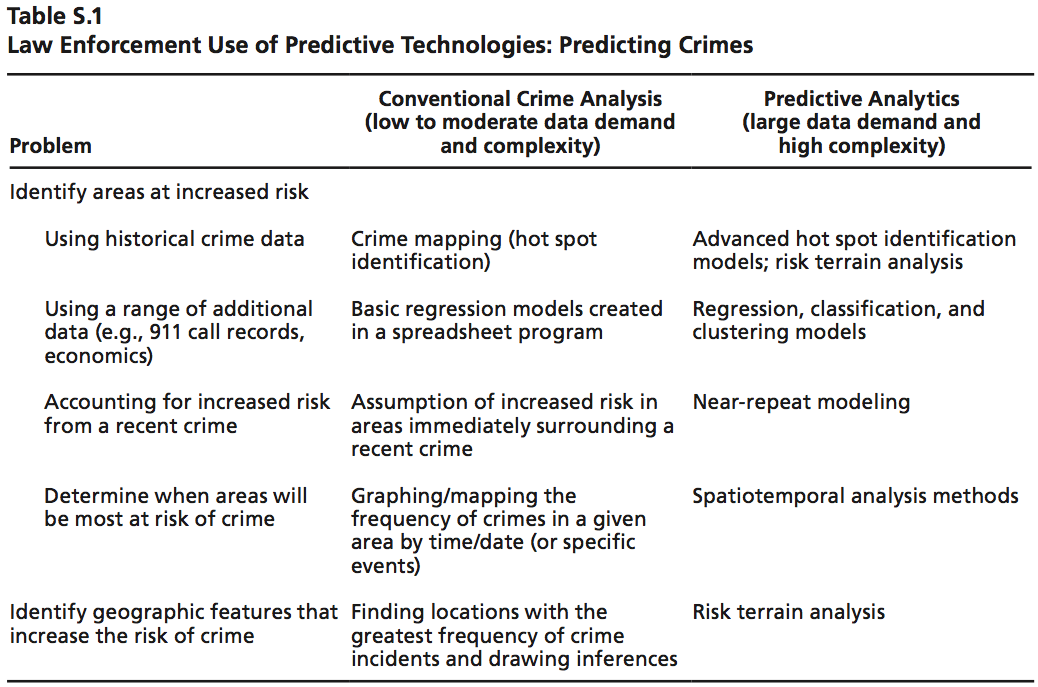 Table S.1
Law Enforcement Use of Predictive Technologies: Predicting Crimes
Problem
Conventional Crime Analysis
(low to moderate data demand
and complexity)
Predictive Analytics
(large data demand and
high complexity)
Identify areas at increased risk
Using historical crime data
Crime mapping (hot spot
identification)
Advanced hot spot identification
models; risk terrain analysis
Using a range of additional
data (e.g., 911 call records,
economics)
Basic regression models created
in a spreadsheet program
Regression, classification, and
clustering models
Accounting for increased risk
from a recent crime
Assumption of increased risk in
areas immediately surrounding a
recent crime
Near-repeat modeling
Determine when areas will
be most at risk of crime
Graphing/mapping the
frequency of crimes in a given
area by time/date (or specific
events)
Spatiotemporal analysis methods
Identify geographic features that
increase the risk of crime
Finding locations with the
greatest frequency of crime
incidents and drawing inferences
Risk terrain analysis